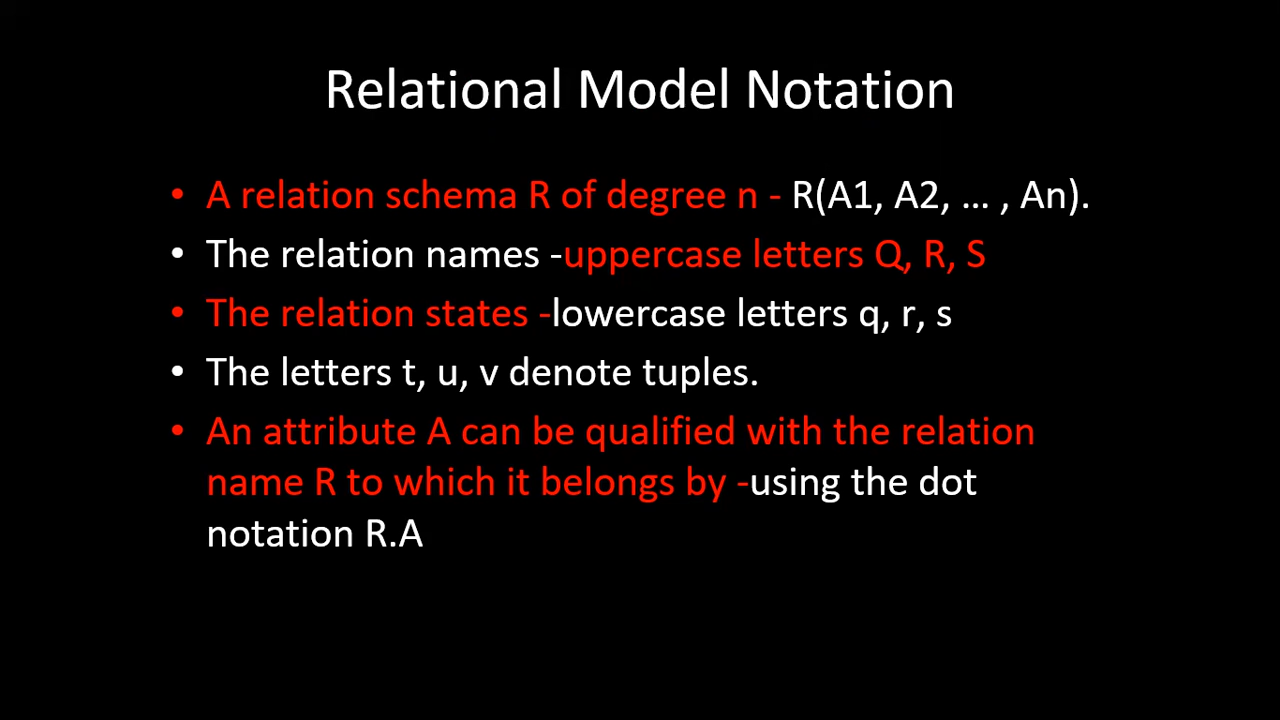 Relational Model Notation
• A relation schema R of degree n - R(A1, A2, … , An).
• The relation names -uppercase letters Q, R, S
• The relation states -lowercase letters q, r, s
• The letters t, u, v denote tuples.
• An attribute A can be qualified with the relation
name R to which it belongs by -using the dot
notation R.A